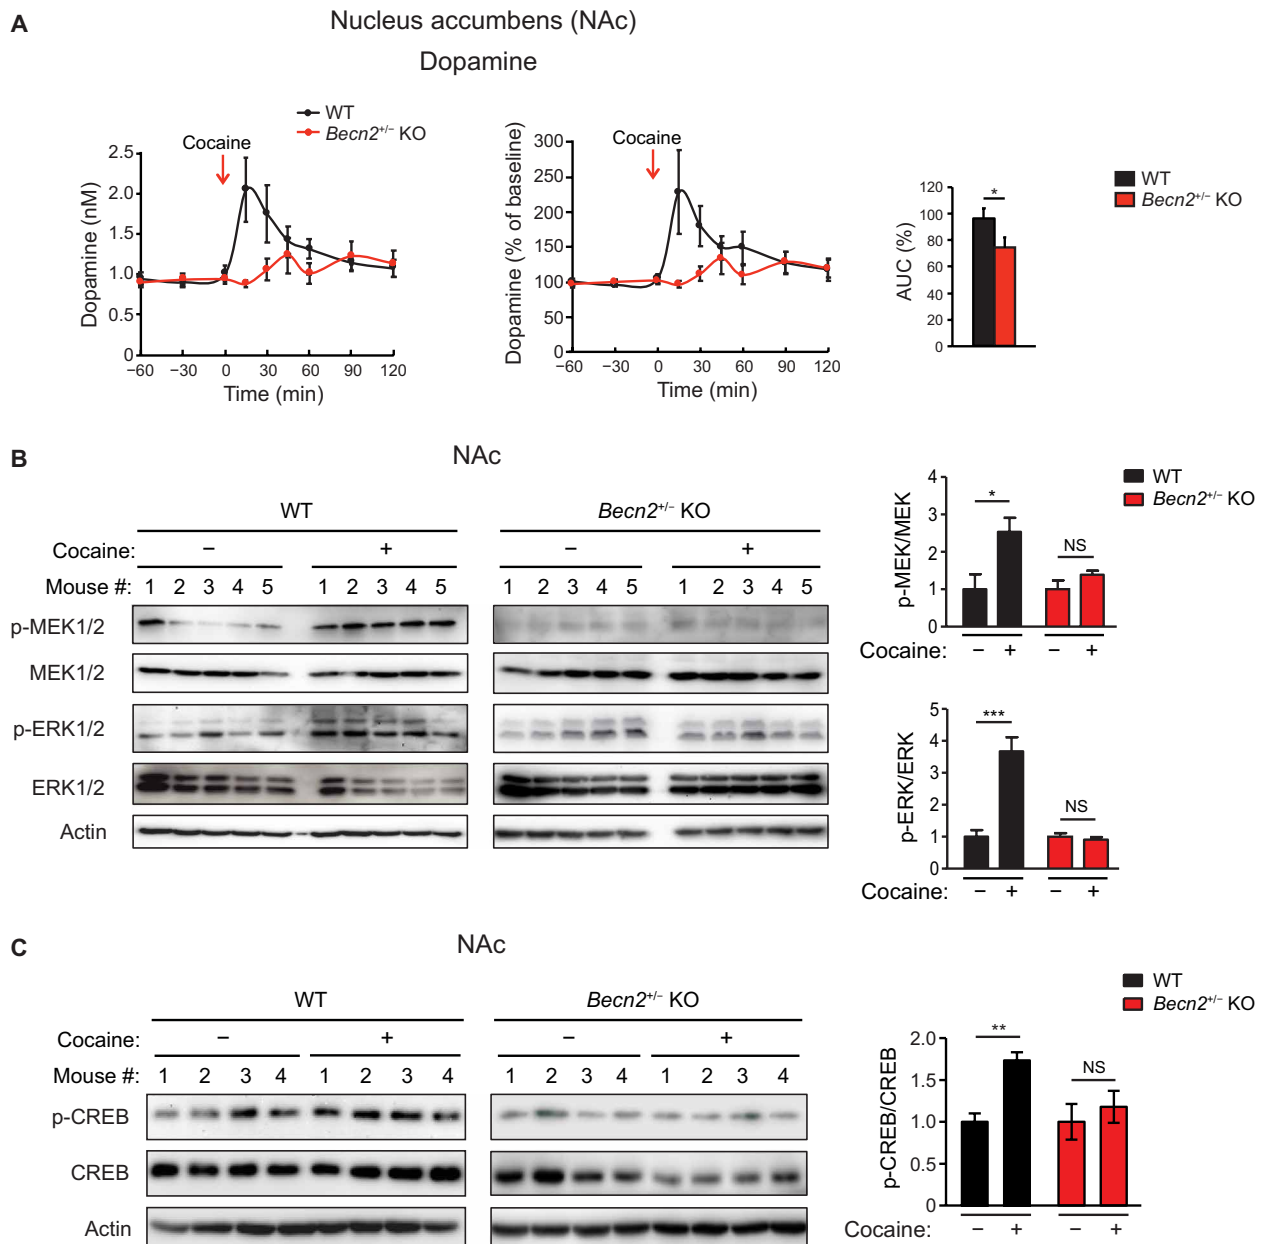 A
Nucleus accumbens (NAc)
Dopamine
WT
Becn2+/− KO
Cocaine
2.5
2.0
1.5
1.0
0.5
0
Dopamine (nM)
−60 −30 0 30 60 90 120
Time (min)
Cocaine
300
250
200
150
100
50
0
Dopamine (% of baseline)
−60 −30 0 30 60 90 120
Time (min)
WT
Becn2+/− KO
120
100
80
60
40
20
0
AUC (%)
*
B
NAc
WT Becn2+/− KO
Cocaine: − + − +
Mouse #: 1 2 3 4 5 1 2 3 4 5 1 2 3 4 5 1 2 3 4 5
p-MEK1/2
MEK1/2
p-ERK1/2
ERK1/2
Actin
WT
Becn2+/− KO
4
3
2
1
0
p-MEK/MEK
* NS
Cocaine: − + − +
5
4
3
2
1
0
p-ERK/ERK
*** NS
Cocaine: − + − +
C
NAc
WT Becn2+/− KO
Cocaine: − + − +
Mouse #: 1 2 3 4 1 2 3 4 1 2 3 4 1 2 3 4
p-CREB
CREB
Actin
WT
Becn2+/− KO
2.0
1.5
1.0
0.5
0
p-CREB/CREB
** NS
Cocaine: − + − +